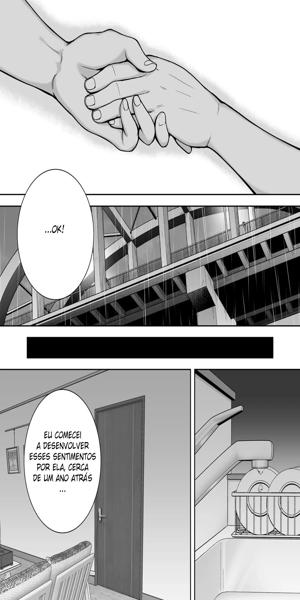 ...OK!
EU COMECEI
A DESENVOLVER
ESSES SENTIMENTOS
POR ELA, CERCA
DE UM ANO ATRÁS
...